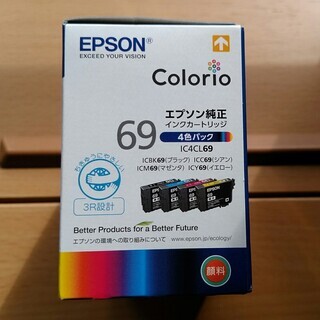 EPSON®
EXCEED YOUR VISION
Colorio
69
エプソン純正
インクカートリッジ
4色パック
IC4CL69
ICBK69(ブラック) ICC69(シアン)
ICM69(マゼンタ) ICY69(イエロー)
3R設計
Better Products for a Better Future
エプソンの環境への取り組みについて epson.jp/ecology/
顔料